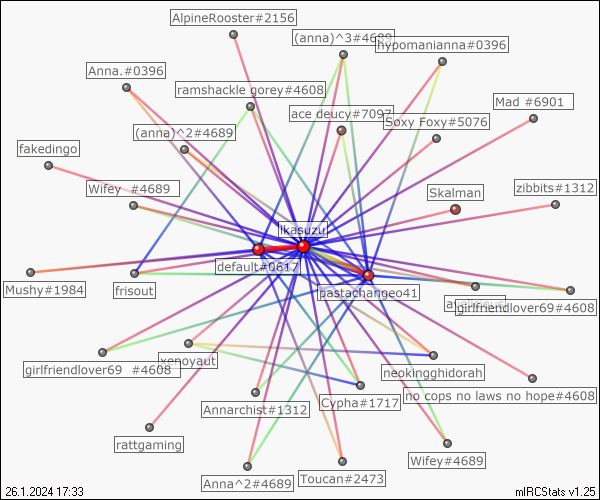 AlpineRooster#2156
(anna)^3#4689
hypomanianna#0396
Anna.#0396
ramshackle gorey#4608
Mad #6901
ace deucy#7097
Soxy Foxy#5076
(anna)^2#4689
fakedingo
Wifey #4689
Skalman
zibbits#1312
ikasuzu
default#0617
Mushy#1984
frisout
bastachange41
girlfriendlover69#4608
xenoyaut
girlfriendlover69 #4608
neokingghidorah
no cops no laws no hope#4608
Annarchist#1312
Cypha#1717
rattgaming
Wifey#4689
Toucan#2473
Anna^2#4689
26.1.2024 17:33
mIRCStats v1.25